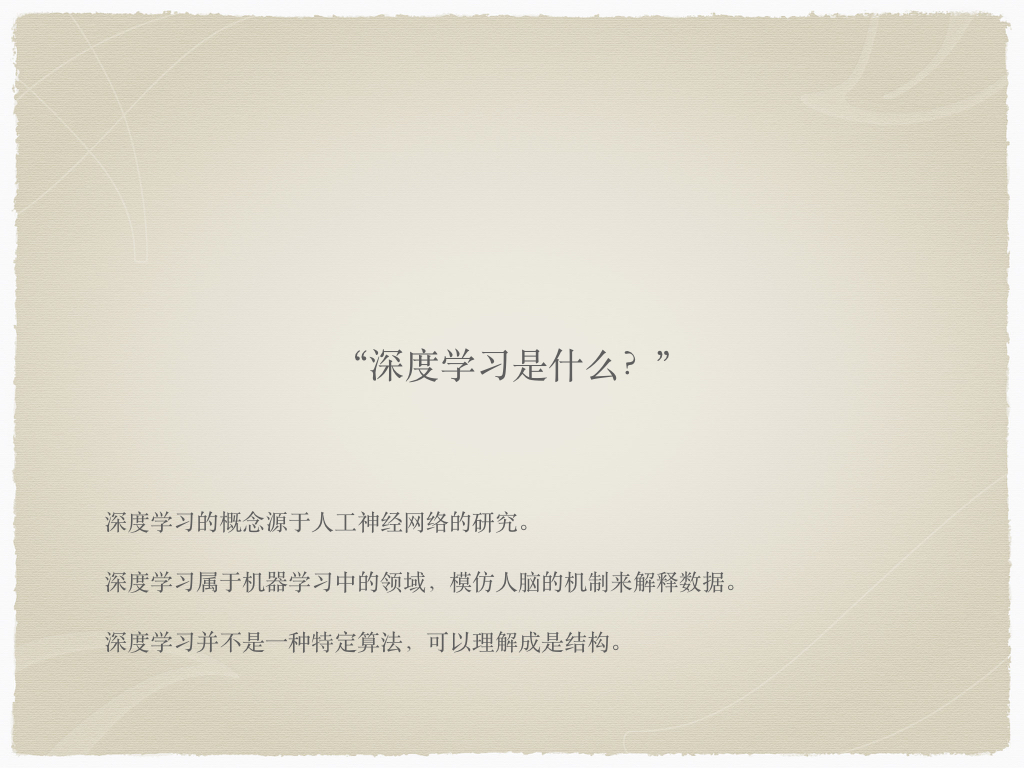 “深度学习是什么？”
深度学习的概念源于人工神经网络的研究。
深度学习属于机器学习中的领域，模仿人脑的机制来解释数据。
深度学习并不是一种特定算法，可以理解成是结构。